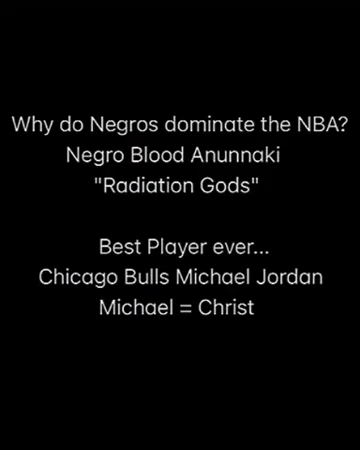 Why do Negros dominate the NBA?
Negro Blood Anunnaki
"Radiation Gods"
Best Player ever...
Chicago Bulls Michael Jordan
Michael = Christ